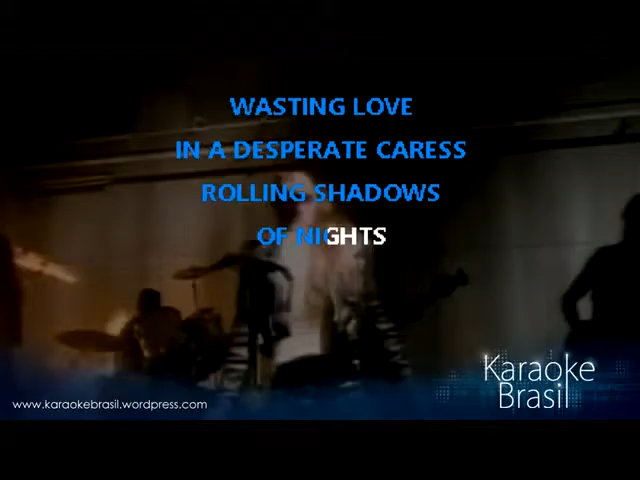 WASTING LOVE
IN A DESPERATE CARESS
ROLLING SHADOWS
OF NIGHTS
Karaoke
Brasil
www.karaokebrasil.wordpress.com